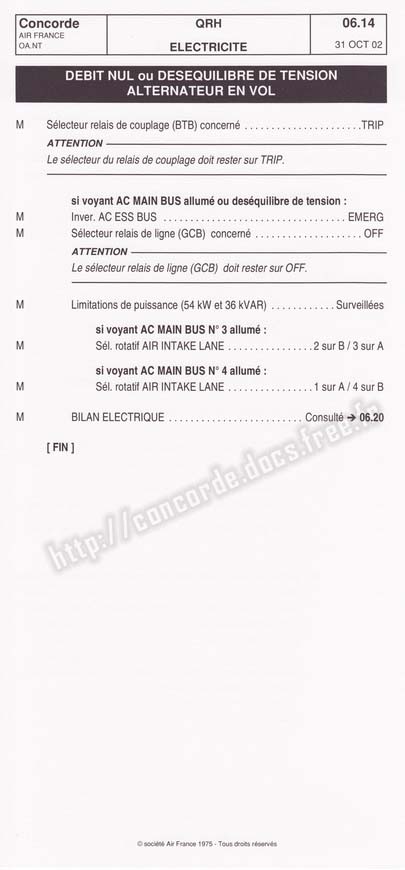 Concorde QRH 06.14
AIR FRANCE
OA.NT ELECTRICITE 31 OCT 02
DEBIT NUL ou DESEQUILIBRE DE TENSION
ALTERNATEUR EN VOL
M Sélecteur relais de couplage (BTB) concerné . . . . . . . . . . . . . . . . . . . . . .TRIP
ATTENTION
Le sélecteur du relais de couplage doit rester sur TRIP.
si voyant AC MAIN BUS allumé ou deséquilibre de tension :
M Inver. AC ESS BUS . . . . . . . . . . . . . . . . . . . . . . . . . . . . . . . . . . EMERG
M Sélecteur relais de ligne (GCB) concerné . . . . . . . . . . . . . . . . . . . . OFF
ATTENTION
Le sélecteur relais de ligne (GCB) doit rester sur OFF.
M Limitations de puissance (54 kW et 36 kVAR) . . . . . . . . . . . . Surveillées
si voyant AC MAIN BUS N° 3 allumé :
M Sél. rotatif AIR INTAKE LANE . . . . . . . . . . . . . . . .2 sur B / 3 sur A
si voyant AC MAIN BUS N° 4 allumé :
M Sél. rotatif AIR INTAKE LANE . . . . . . . . . . . . . . . .1 sur A / 4 sur B
M BILAN ELECTRIQUE . . . . . . . . . . . . . . . . . . . . . . . . . Consulté ➔ 06.20
[ FIN ]
http://concorde.docs.free.fr
© société Air France 1975 - Tous droits réservés